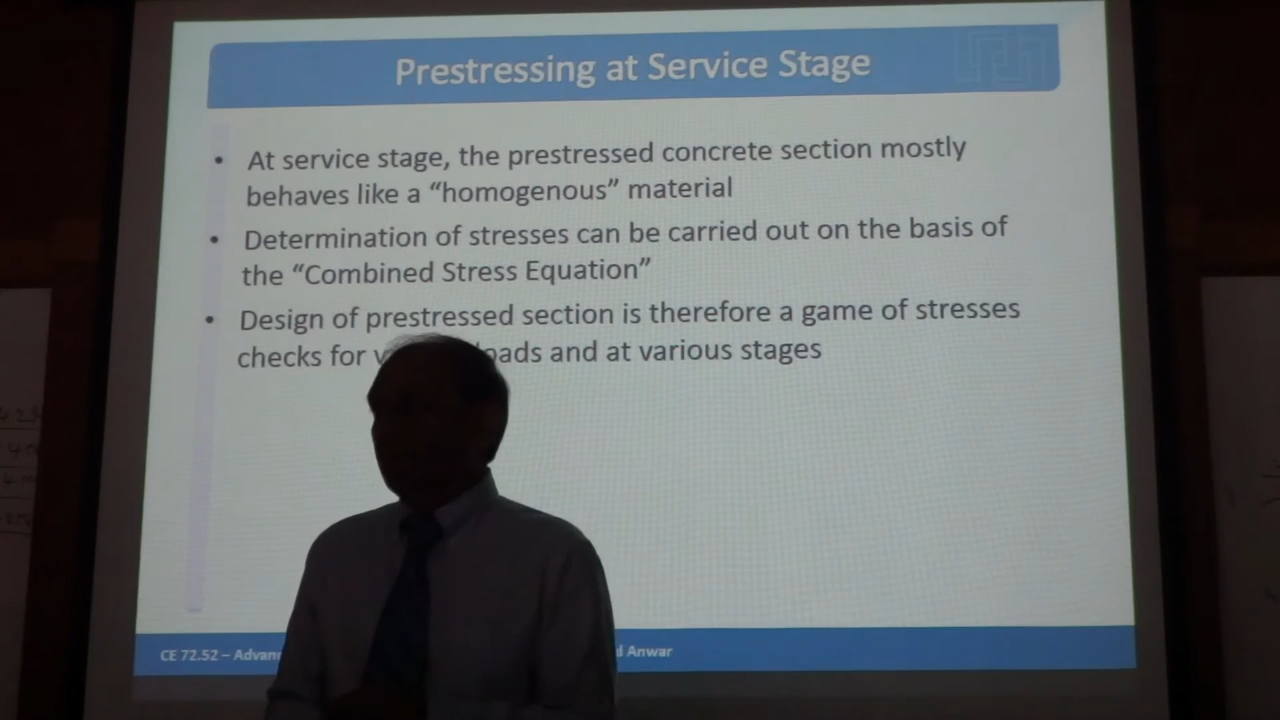 Prestressing at Service Stage
• At service stage, the prestressed concrete section mostly
behaves like a “homogenous” material
• Determination of stresses can be carried out on the basis of
the “Combined Stress Equation”
• Design of prestressed section is therefore a game of stresses
checks for and at various stages
CE 72.52 – Anwar